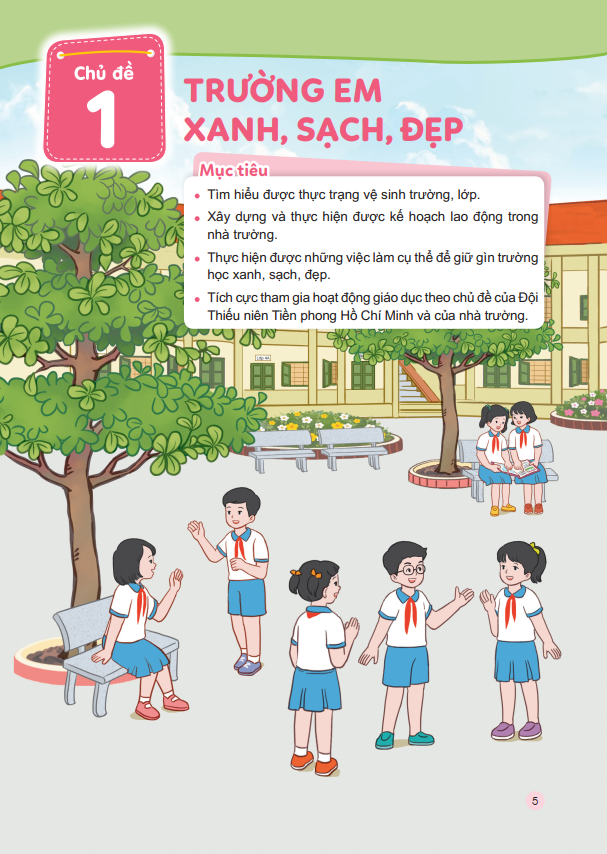 Chủ đề
1
TRƯỜNG EM
XANH, SẠCH, ĐẸP
Mục tiêu
• Tìm hiểu được thực trạng vệ sinh trường, lớp.
• Xây dựng và thực hiện được kế hoạch lao động trong
nhà trường.
• Thực hiện được những việc làm cụ thể để giữ gìn trường
học xanh, sạch, đẹp.
• Tích cực tham gia hoạt động giáo dục theo chủ đề của Đội
Thiếu niên Tiền phong Hồ Chí Minh và của nhà trường.
Lớp 4A
5